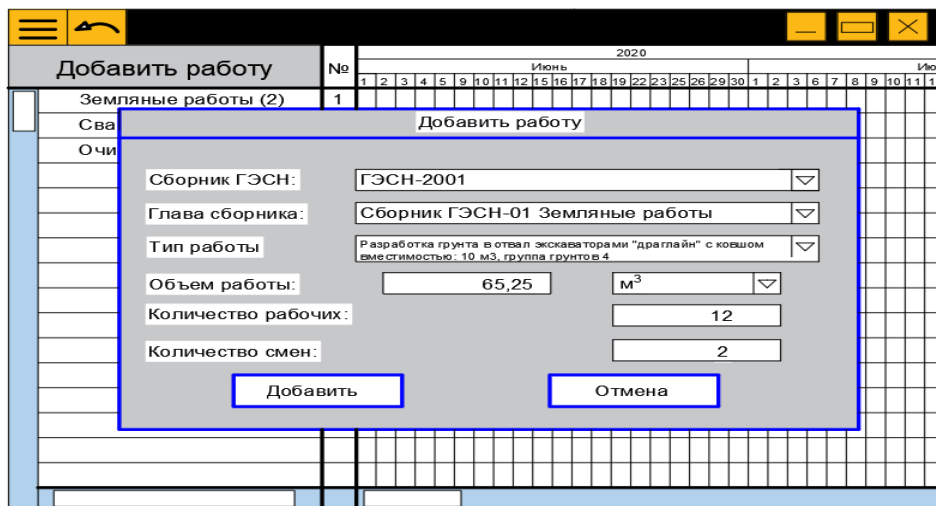 2020
Добавить работу
№
Июнь
Ию
1 2 3 4 5 9 10 11 12 15 16 17 18 19 22 23 25 25 26 29 30 1 2 3 6 7 8 9 10 11 1
Земляные работы (2)
1
Сва
Очи
Добавить работу
Сборник ГЭСН:
ГЭСН-2001
Глава сборника:
Сборник ГЭСН-01 Земляные работы
Тип работы
Разработка грунта в отвал экскаваторами "драглайн" с ковшом
вместимостью: 10 м3, группа грунтов 4
Объем работы:
65,25
м³
Количество рабочих:
12
Количество смен:
2
Добавить
Отмена